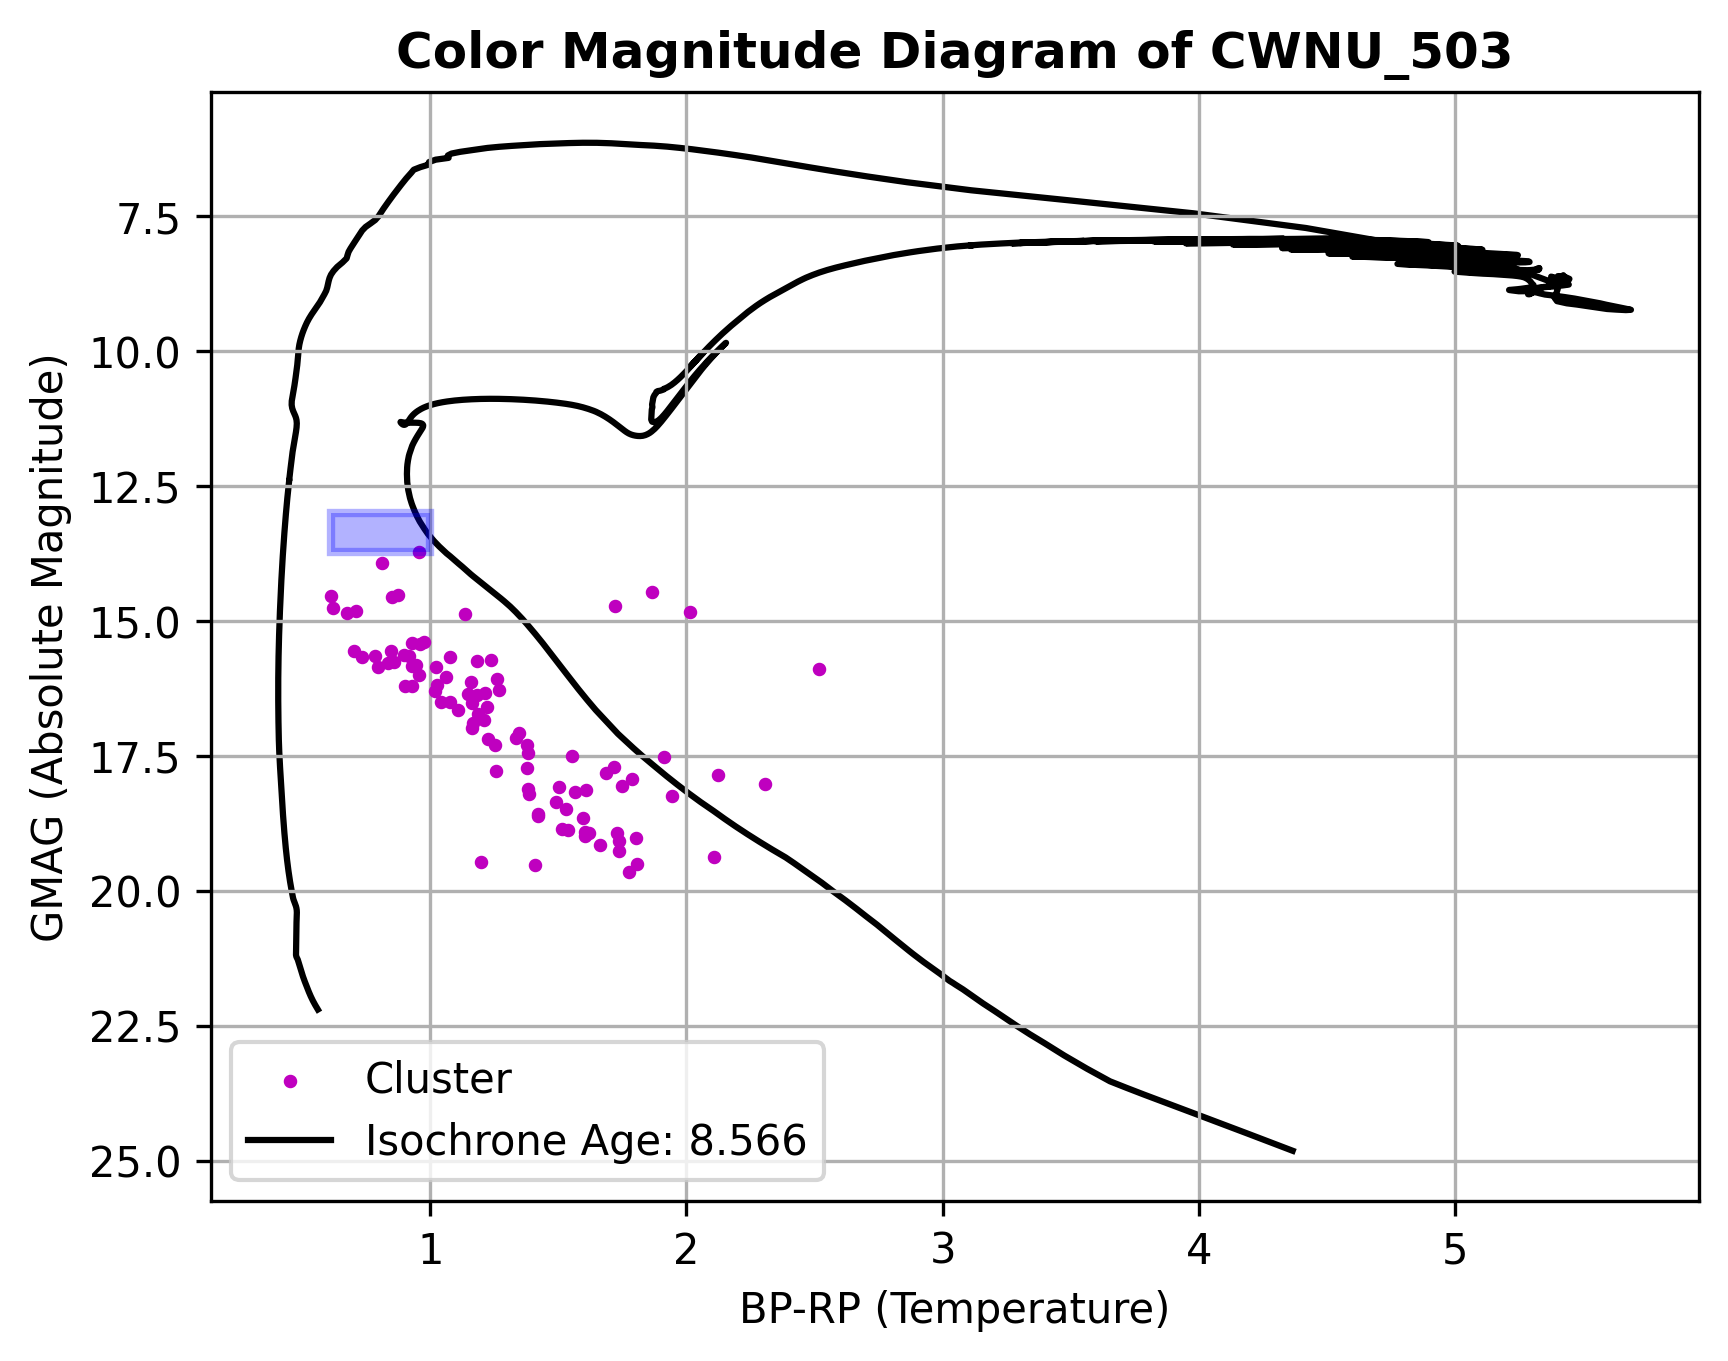 Color Magnitude Diagram of CWNU_503
GMAG (Absolute Magnitude)
7.5
10.0
12.5
15.0
17.5
20.0
22.5
25.0
Cluster
Isochrone Age: 8.566
1 2 3 4 5
BP-RP (Temperature)